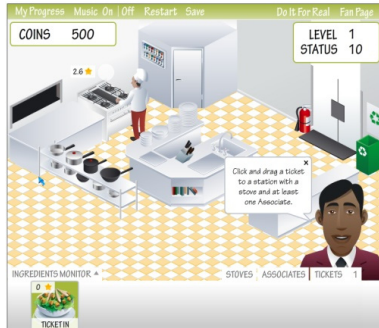 My Progress Music On | Off Restart Save Do It For Real Fan Page
COINS 500
LEVEL 1
STATUS 10
2.6
x
Click and drag a ticket
to a station with a
stove and at least
one Associate.
INGREDIENTS MONITOR
STOVES ASSOCIATES TICKETS 1
0
TICKET IN